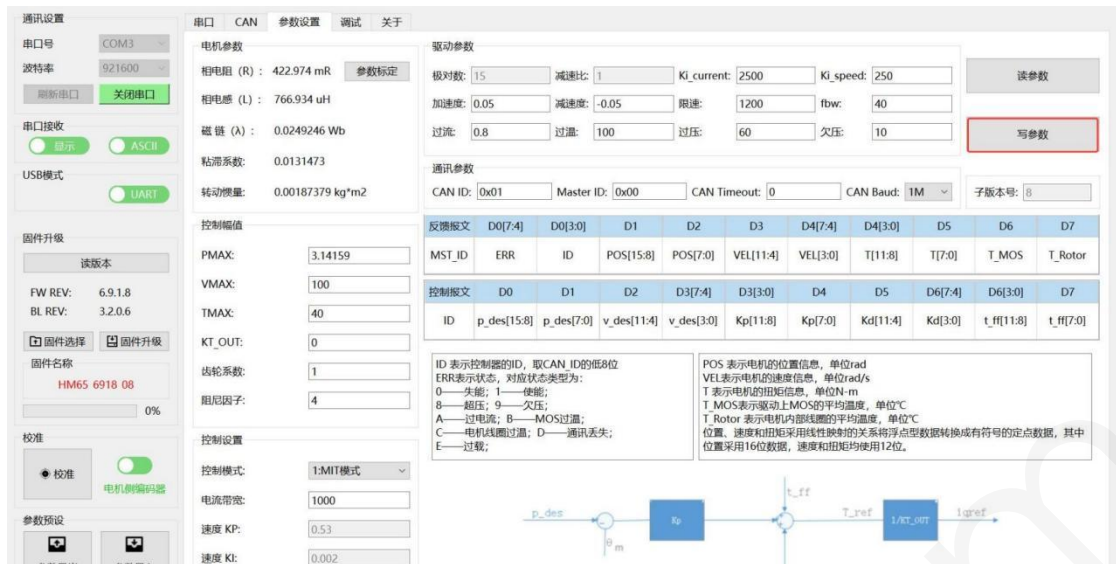 通讯设置
串口号 COM3
波特率 921600
刷新串口 关闭串口
串口接收
显示 ASCII
USB模式
UART
固件升级
读版本
FW REV: 6.9.1.8
BL REV: 3.2.0.6
固件选择 固件升级
固件名称
HM65 6918 08
0%
校准
校准
电机侧编码器
参数预设
串口 CAN 参数设置 调试 关于
电机参数
相电阻 (R) : 422.974 mR 参数标定
相电感 (L) : 766.934 uH
磁 链 (λ) : 0.0249246 Wb
粘滞系数: 0.0131473
转动惯量: 0.00187379 kg*m2
控制幅值
PMAX: 3.14159
VMAX: 100
TMAX: 40
KT_OUT: 0
齿轮系数: 1
阻尼因子: 4
控制设置
控制模式: 1:MIT模式
电流带宽: 1000
速度 KP: 0.53
速度 KI: 0.002
驱动参数
极对数: 15 减速比: 1 Ki_current: 2500 Ki_speed: 250
加速度: 0.05 减速度: -0.05 限速: 1200 fbw: 40
过流: 0.8 过温: 100 过压: 60 欠压: 10
读参数
写参数
通讯参数
CAN ID: 0x01 Master ID: 0x00 CAN Timeout: 0 CAN Baud: 1M 子版本号: 8
反馈报文 D0[7:4] D0[3:0] D1 D2 D3 D4[7:4] D4[3:0] D5 D6 D7
MST_ID ERR ID POS[15:8] POS[7:0] VEL[11:4] VEL[3:0] T[11:8] T[7:0] T_MOS T_Rotor
控制报文 D0 D1 D2 D3[7:4] D3[3:0] D4 D5 D6[7:4] D6[3:0] D7
ID p_des[15:8] p_des[7:0] v_des[11:4] v_des[3:0] Kp[11:8] Kp[7:0] Kd[11:4] Kd[3:0] t_ff[11:8] t_ff[7:0]
ID 表示控制器的ID，取CAN_ID的低8位
ERR表示状态，对应状态类型为：
0——失能; 1——使能;
8——超压; 9——欠压;
A——过电流; B——MOS过温;
C——电机线圈过温; D——通讯丢失;
E——过载;
POS 表示电机的位置信息，单位rad
VEL表示电机的速度信息，单位rad/s
T 表示电机的扭矩信息，单位N-m
T_MOS表示驱动上MOS的平均温度，单位℃
T_Rotor 表示电机内部线圈的平均温度，单位℃
位置、速度和扭矩采用线性映射的关系将浮点型数据转换成有符号的定点数据，其中
位置采用16位数据，速度和扭矩均使用12位。
t_ff
p_des Kp T_ref 1/KT_OUT iqref
θm